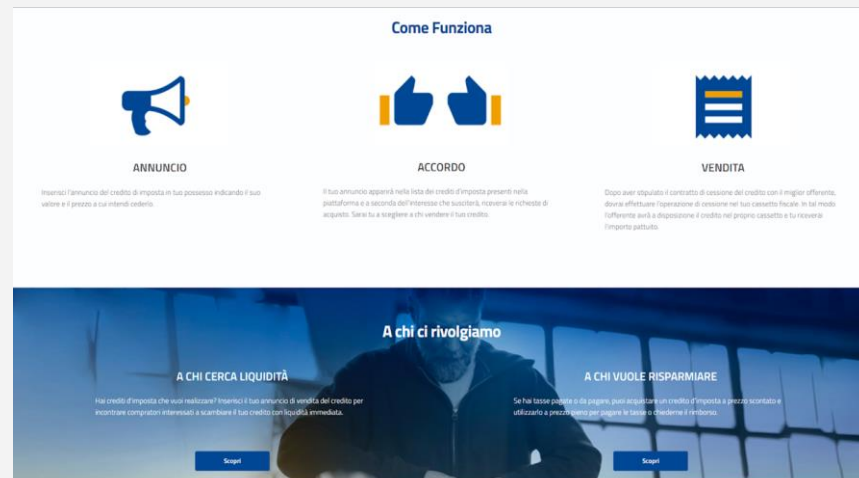 Come Funziona
ANNUNCIO
Inserisci l'annuncio del credito di imposta in tuo possesso indicando il suo
valore e il prezzo a cui intendi cederlo.
ACCORDO
Il tuo annuncio apparirà nella lista dei crediti d'imposta presenti nella
piattaforma e a seconda dell'interesse che susciterà, riceverai le richieste di
acquisto. Sarai tu a scegliere a chi vendere il tuo credito.
VENDITA
Dopo aver stipulato il contratto di cessione del credito con il miglior offerente,
dovrai effettuare l'operazione di cessione nel tuo cassetto fiscale. In tal modo
l'offerente avrà a disposizione il credito nel proprio cassetto e tu riceverai
l'importo pattuito.
A chi ci rivolgiamo
A CHI CERCA LIQUIDITÀ
Hai crediti d'imposta che vuoi realizzare? Inserisci il tuo annuncio di vendita del credito per
incontrare compratori interessati a scambiare il tuo credito con liquidità immediata.
Scopri
A CHI VUOLE RISPARMIARE
Se hai tasse pagate o da pagare, puoi acquistare un credito d'imposta a prezzo scontato e
utilizzarlo a prezzo pieno per pagare le tasse o chiederne il rimborso.
Scopri